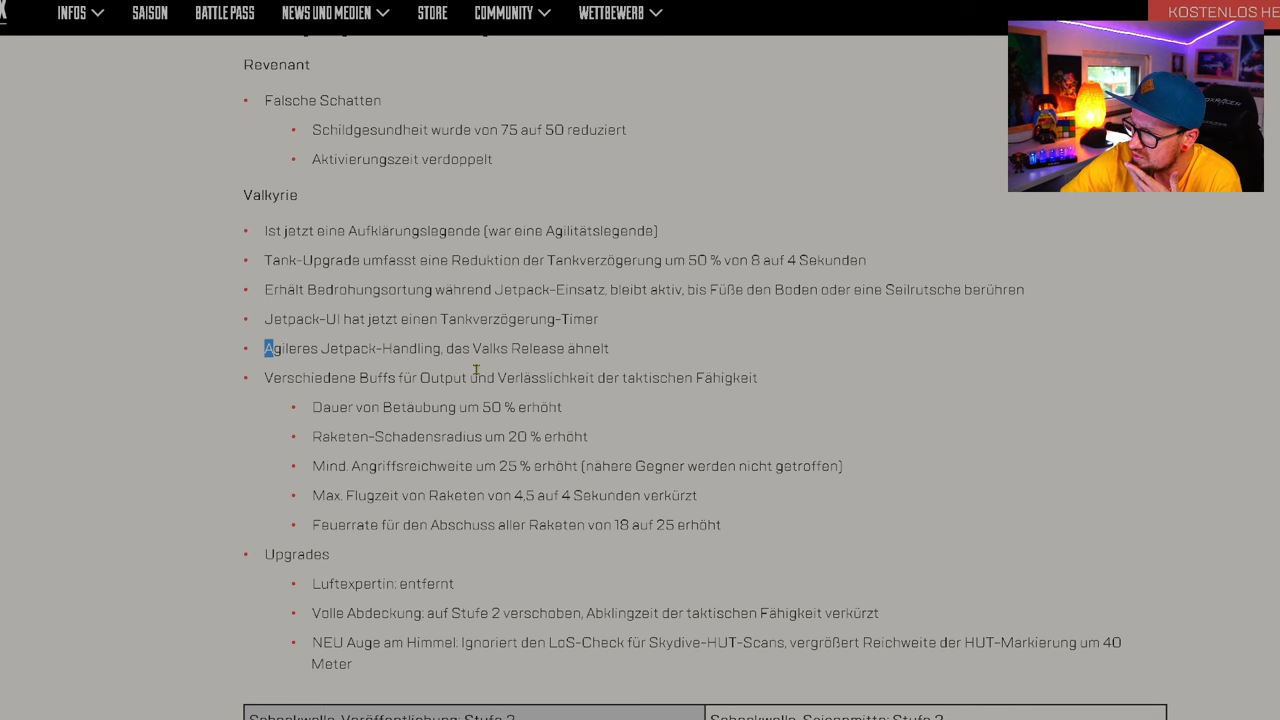 INFOS SAISON BATTLE PASS NEWS UND MEDIEN STORE COMMUNITY WETTBEWERB KOSTENLOS HE
Revenant
• Falsche Schatten
• Schildgesundheit wurde von 75 auf 50 reduziert
• Aktivierungszeit verdoppelt
Valkyrie
• Ist jetzt eine Aufklärungslegende (war eine Agilitätslegende)
• Tank-Upgrade umfasst eine Reduktion der Tankverzögerung um 50 % von 8 auf 4 Sekunden
• Erhält Bedrohungsortung während Jetpack-Einsatz, bleibt aktiv, bis Füße den Boden oder eine Seilrutsche berühren
• Jetpack-UI hat jetzt einen Tankverzögerung-Timer
• Agileres Jetpack-Handling, das Valks Release ähnelt
• Verschiedene Buffs für Output und Verlässlichkeit der taktischen Fähigkeit
• Dauer von Betäubung um 50 % erhöht
• Raketen-Schadensradius um 20 % erhöht
• Mind. Angriffsreichweite um 25 % erhöht (nähere Gegner werden nicht getroffen)
• Max. Flugzeit von Raketen von 4,5 auf 4 Sekunden verkürzt
• Feuerrate für den Abschuss aller Raketen von 18 auf 25 erhöht
• Upgrades
• Luftexpertin: entfernt
• Volle Abdeckung: auf Stufe 2 verschoben, Abklingzeit der taktischen Fähigkeit verkürzt
• NEU Auge am Himmel: Ignoriert den LoS-Check für Skydive-HUT-Scans, vergrößert Reichweite der HUT-Markierung um 40
Meter
Schockwelle, Veröffentlichung: Stufe 2 Schockwelle, Saisonmitte: Stufe 2